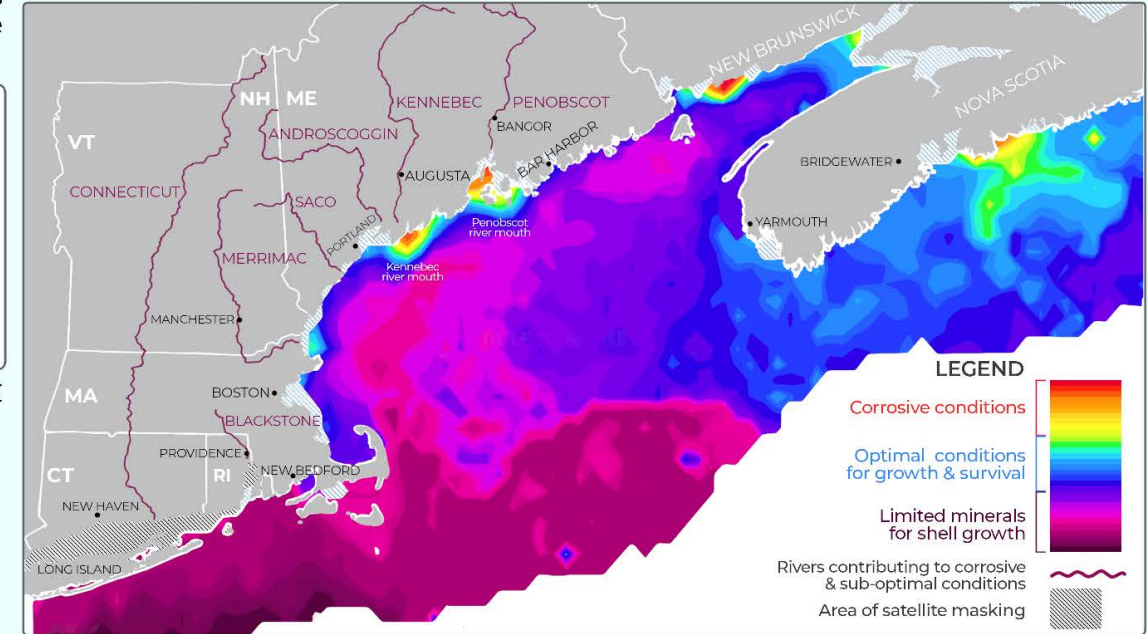 NEW BRUNSWICK
NOVA SCOTIA
NH
ME
VT
KENNEBEC
PENOBSCOT
BANGOR
ANDROSCOGGIN
BAR HARBOR
BRIDGEWATER
AUGUSTA
CONNECTICUT
SACO
Penobscot
river mouth
YARMOUTH
PORTLAND
MERRIMAC
Kennebec
river mouth
MANCHESTER
MA
BOSTON
BLACKSTONE
PROVIDENCE
CT
RI
NEW BEDFORD
NEW HAVEN
LONG ISLAND
LEGEND
Corrosive conditions
Optimal conditions
for growth & survival
Limited minerals
for shell growth
Rivers contributing to corrosive
& sub-optimal conditions
Area of satellite masking